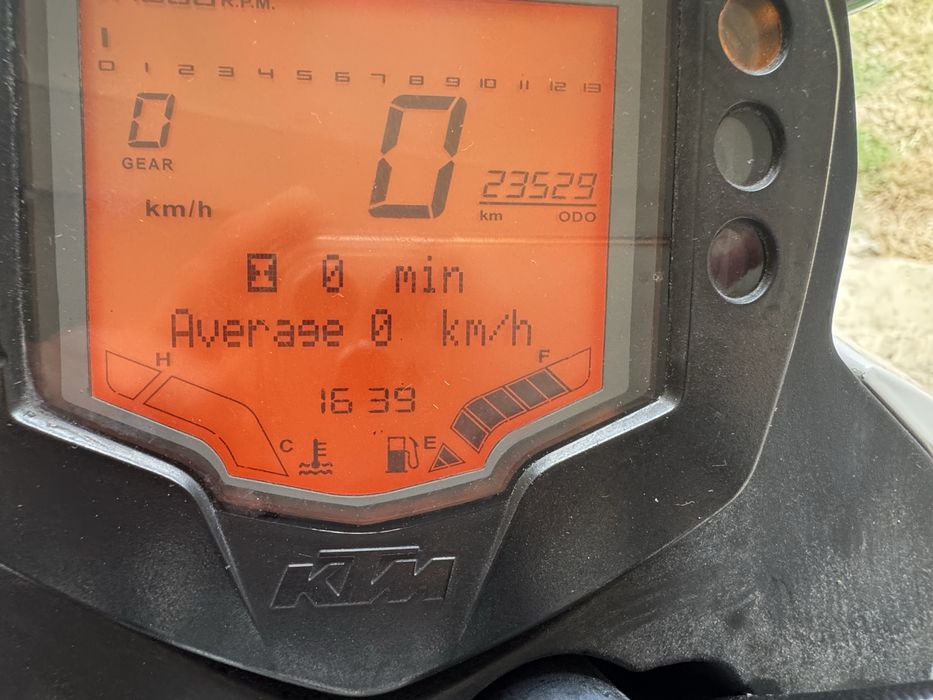 R.P.M.
0 1 2 3 4 5 6 7 8 9 10 11 12 13
0
GEAR
0
23529
km ODO
km/h
0 min
Average 0 km/h
H
F
16 39
C
E
KTM